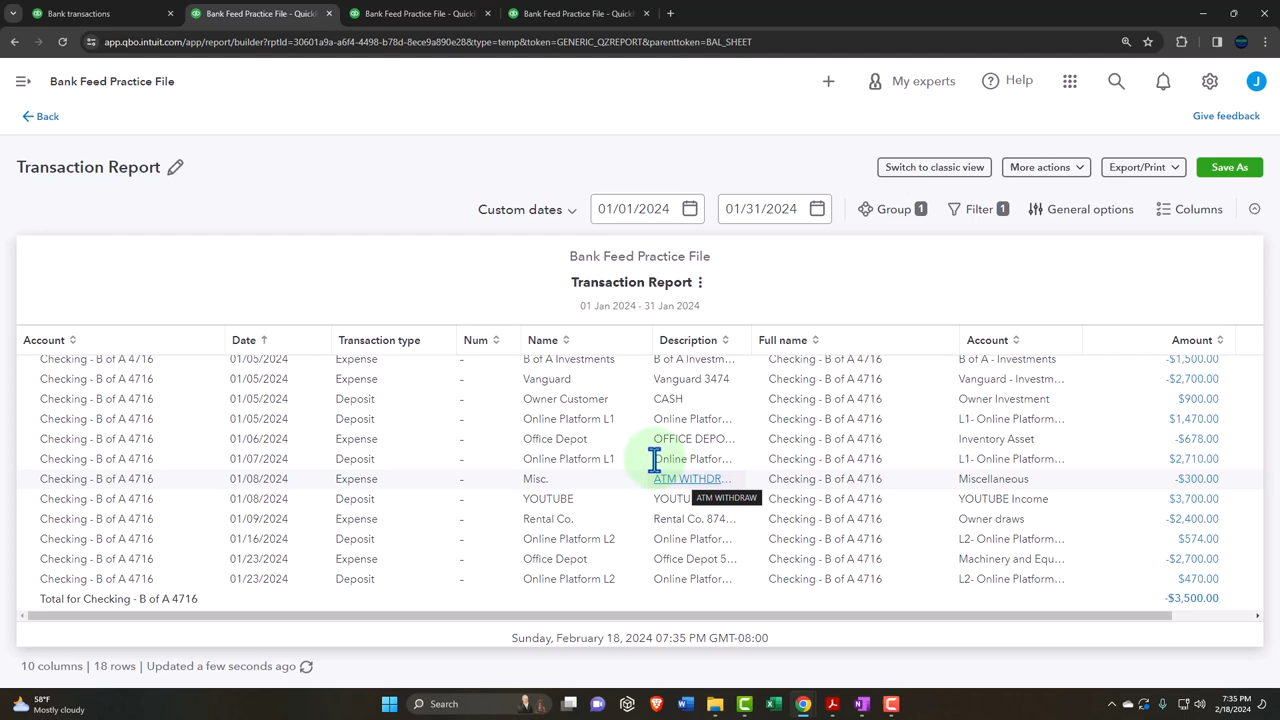 Bank transactions
Bank Feed Practice File - Quick
Bank Feed Practice File - Quick
Bank Feed Practice File - Quick
app.qbo.intuit.com/app/report/builder?rptId=30601a9a-a6f4-4498-b78d-8ece9a890e28&type=temp&token=GENERIC_QZREPORT&parenttoken=BAL_SHEET
Bank Feed Practice File
My experts
Help
J
Back
Give feedback
Transaction Report
Switch to classic view
More actions
Export/Print
Save As
Custom dates
01/01/2024
01/31/2024
Group 1
Filter 1
General options
Columns
Bank Feed Practice File
Transaction Report
01 Jan 2024 - 31 Jan 2024
Account Date Transaction type Num Name Description Full name Account Amount
Checking - B of A 4716 01/05/2024 Expense - B of A Investments B of A Investm... Checking - B of A 4716 B of A - Investments -$1,500.00
Checking - B of A 4716 01/05/2024 Expense - Vanguard Vanguard 3474 Checking - B of A 4716 Vanguard - Investm... -$2,700.00
Checking - B of A 4716 01/05/2024 Deposit - Owner Customer CASH Checking - B of A 4716 Owner Investment $900.00
Checking - B of A 4716 01/05/2024 Deposit - Online Platform L1 Online Platfor... Checking - B of A 4716 L1- Online Platform... $1,470.00
Checking - B of A 4716 01/06/2024 Expense - Office Depot OFFICE DEPO... Checking - B of A 4716 Inventory Asset -$678.00
Checking - B of A 4716 01/07/2024 Deposit - Online Platform L1 Online Platfor... Checking - B of A 4716 L1- Online Platform... $2,710.00
Checking - B of A 4716 01/08/2024 Expense - Misc. ATM WITHDR... Checking - B of A 4716 Miscellaneous -$300.00
Checking - B of A 4716 01/08/2024 Deposit - YOUTUBE YOUTU ATM WITHDRAW Checking - B of A 4716 YOUTUBE Income $3,700.00
Checking - B of A 4716 01/09/2024 Expense - Rental Co. Rental Co. 874... Checking - B of A 4716 Owner draws -$2,400.00
Checking - B of A 4716 01/16/2024 Deposit - Online Platform L2 Online Platfor... Checking - B of A 4716 L2- Online Platform... $574.00
Checking - B of A 4716 01/23/2024 Expense - Office Depot Office Depot 5... Checking - B of A 4716 Machinery and Equ... -$2,700.00
Checking - B of A 4716 01/23/2024 Deposit - Online Platform L2 Online Platfor... Checking - B of A 4716 L2- Online Platform... $470.00
Total for Checking - B of A 4716 -$3,500.00
Sunday, February 18, 2024 07:35 PM GMT-08:00
10 columns | 18 rows | Updated a few seconds ago
58°F
Mostly cloudy
Search
7:35 PM
2/18/2024